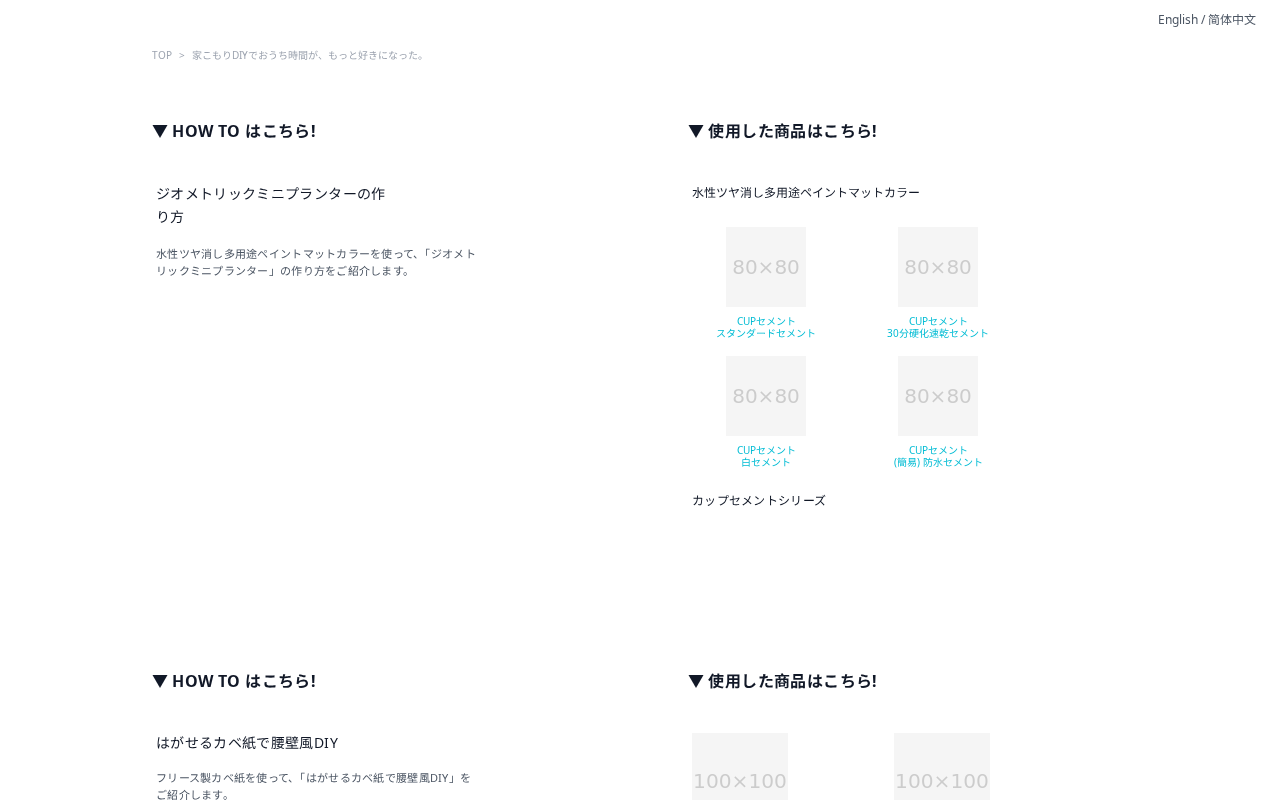 English / 简体中文
TOP > 家こもりDIYでおうち時間が、もっと好きになった。
▼ HOW TO はこちら!
ジオメトリックミニプランターの作
り方
水性ツヤ消し多用途ペイントマットカラーを使って、「ジオメト
リックミニプランター」の作り方をご紹介します。
▼ 使用した商品はこちら!
水性ツヤ消し多用途ペイントマットカラー
80×80
80×80
CUPセメント
スタンダードセメント
CUPセメント
30分硬化速乾セメント
80×80
80×80
CUPセメント
白セメント
CUPセメント
(簡易) 防水セメント
カップセメントシリーズ
▼ HOW TO はこちら!
はがせるカベ紙で腰壁風DIY
フリース製カベ紙を使って、「はがせるカベ紙で腰壁風DIY」を
ご紹介します。
▼ 使用した商品はこちら!
100×100
100×100